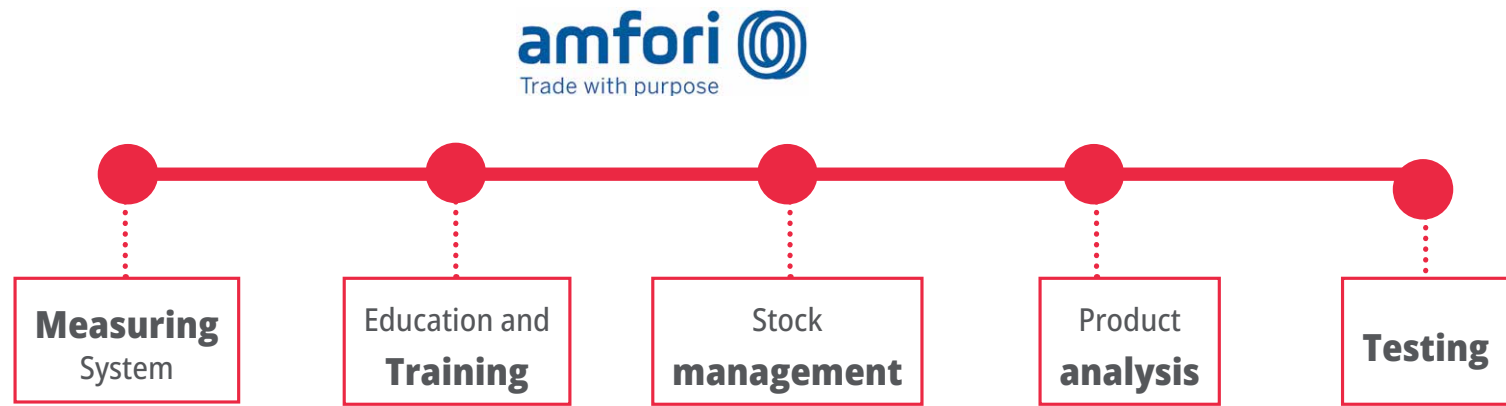 amfori
Trade with purpose
Measuring
System
Education and
Training
Stock
management
Product
analysis
Testing